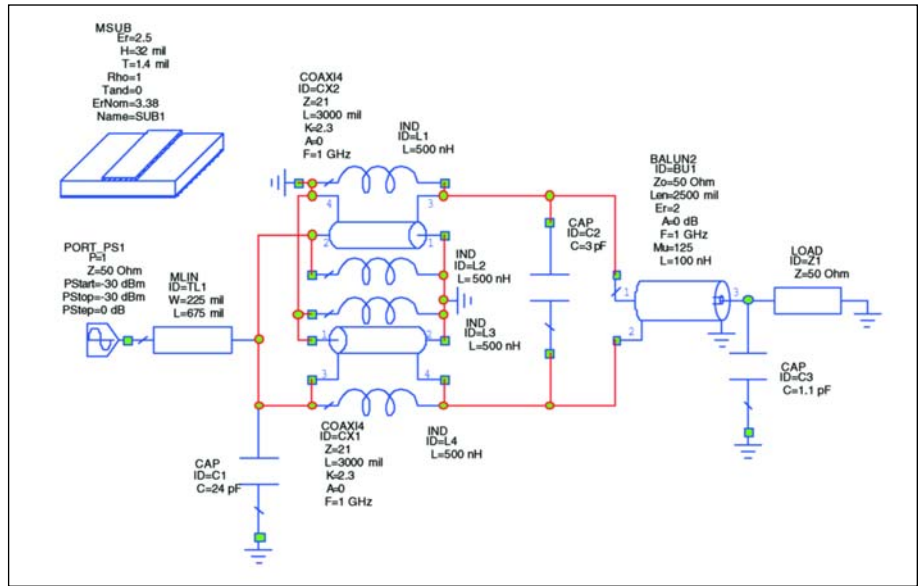 MSUB
Er=2.5
H=32 mil
T=1.4 mil
Rho=1
Tand=0
ErNom=3.38
Name=SUB1
COAXI4
ID=CX2
Z=21
L=3000 mil
K=2.3
A=0
F=1 GHz
IND
ID=L1
L=500 nH
4
3
2
1
PORT_PS1
P=1
Z=50 Ohm
PStart=-30 dBm
PStop=-30 dBm
PStep=0 dB
MLIN
ID=TL1
W=225 mil
L=675 mil
IND
ID=L2
L=500 nH
IND
ID=L3
L=500 nH
1
2
3
4
CAP
ID=C2
C=3 pF
BALUN2
ID=BU1
Zo=50 Ohm
Len=2500 mil
Er=2
A=0 dB
F=1 GHz
Mu=125
L=100 nH
1
2
3
LOAD
ID=Z1
Z=50 Ohm
CAP
ID=C3
C=1.1 pF
CAP
ID=C1
C=24 pF
COAXI4
ID=CX1
Z=21
L=3000 mil
K=2.3
A=0
F=1 GHz
IND
ID=L4
L=500 nH